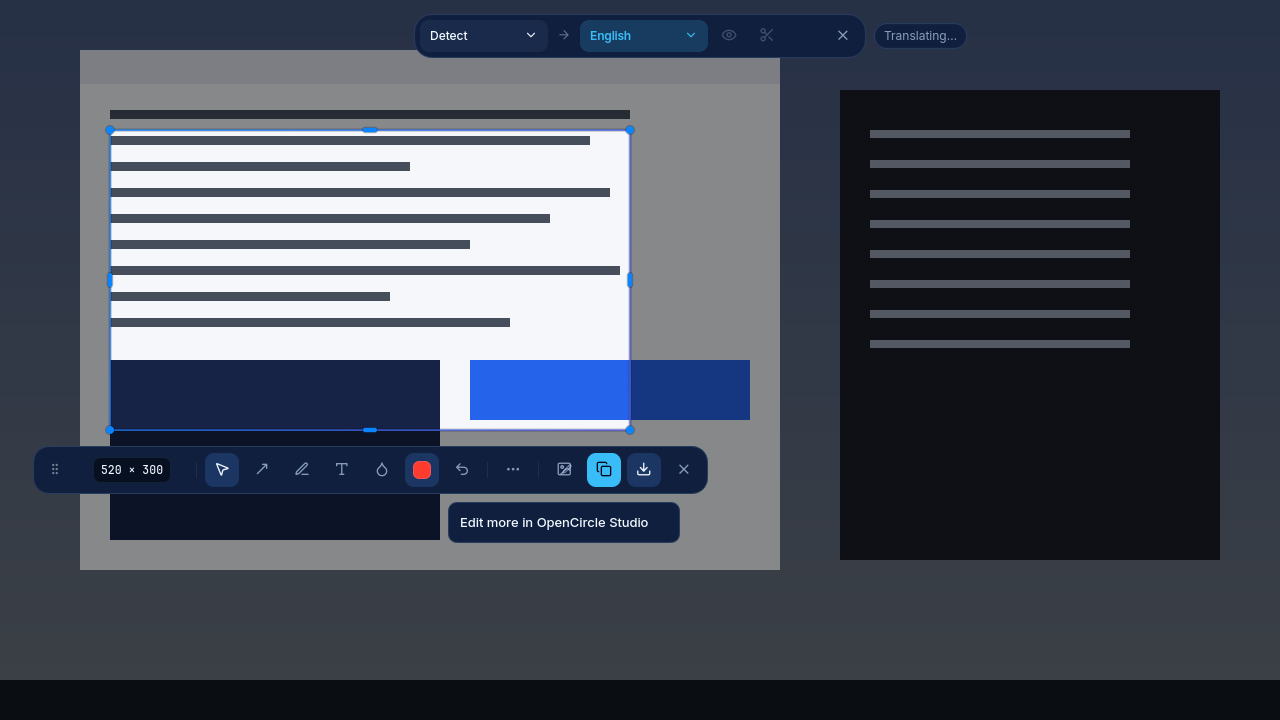 Detect
English
Translating...
520 × 300
Edit more in OpenCircle Studio